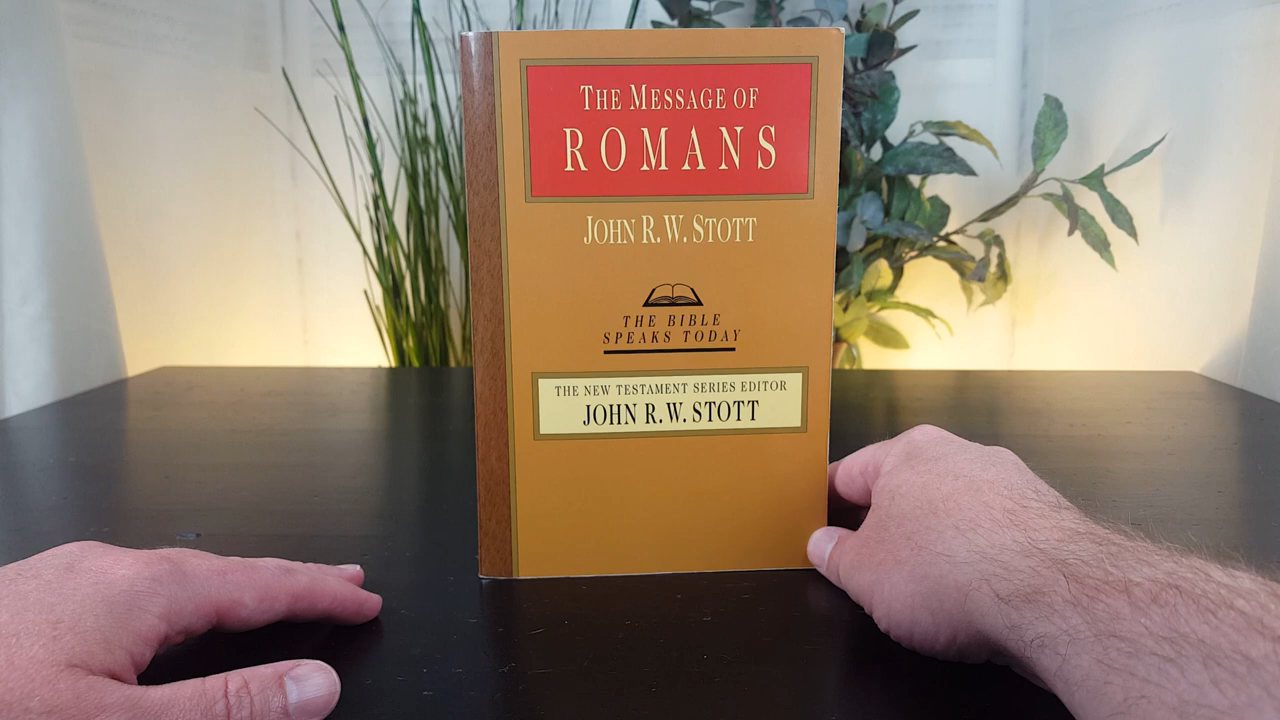 THE MESSAGE OF
ROMANS
JOHN R.W. STOTT
THE BIBLE
SPEAKS TODAY
THE NEW TESTAMENT SERIES EDITOR
JOHN R.W. STOTT